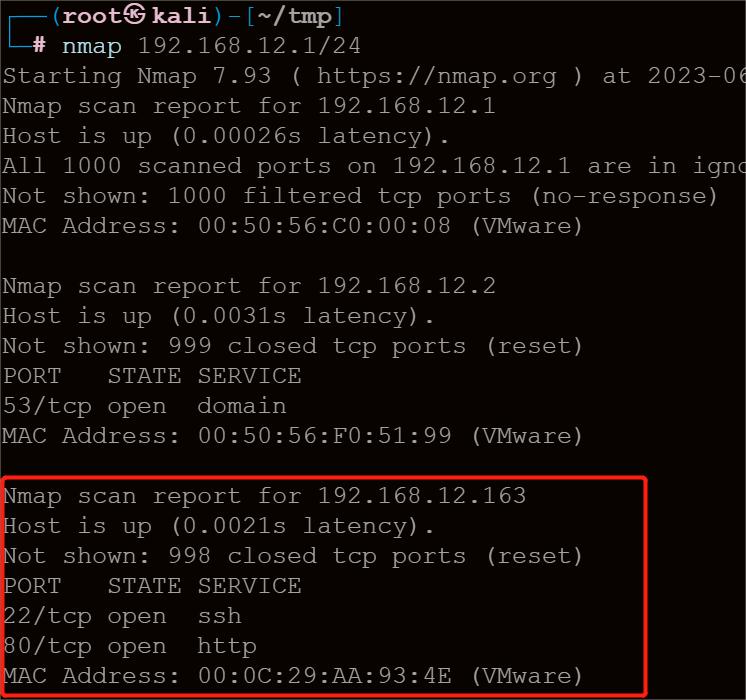 ┌──(root㉿kali)-[~/tmp]
└─# nmap 192.168.12.1/24
Starting Nmap 7.93 ( https://nmap.org ) at 2023-06
Nmap scan report for 192.168.12.1
Host is up (0.00026s latency).
All 1000 scanned ports on 192.168.12.1 are in igno
Not shown: 1000 filtered tcp ports (no-response)
MAC Address: 00:50:56:C0:00:08 (VMware)
Nmap scan report for 192.168.12.2
Host is up (0.0031s latency).
Not shown: 999 closed tcp ports (reset)
PORT   STATE SERVICE
53/tcp open  domain
MAC Address: 00:50:56:F0:51:99 (VMware)
Nmap scan report for 192.168.12.163
Host is up (0.0021s latency).
Not shown: 998 closed tcp ports (reset)
PORT   STATE SERVICE
22/tcp open  ssh
80/tcp open  http
MAC Address: 00:0C:29:AA:93:4E (VMware)